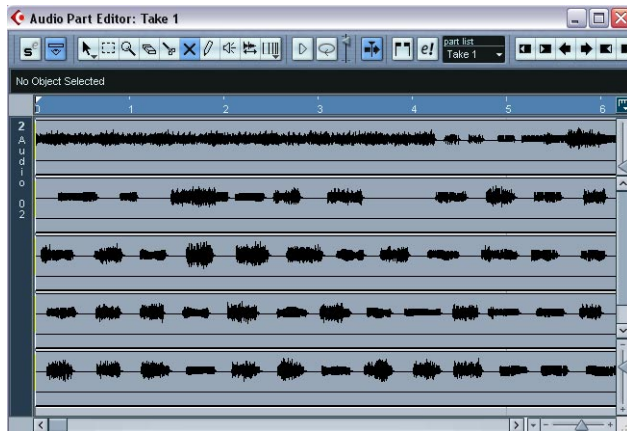 Audio Part Editor: Take 1
part list
Take 1
No Object Selected
1 2 3 4 5 6
2
Audio 02